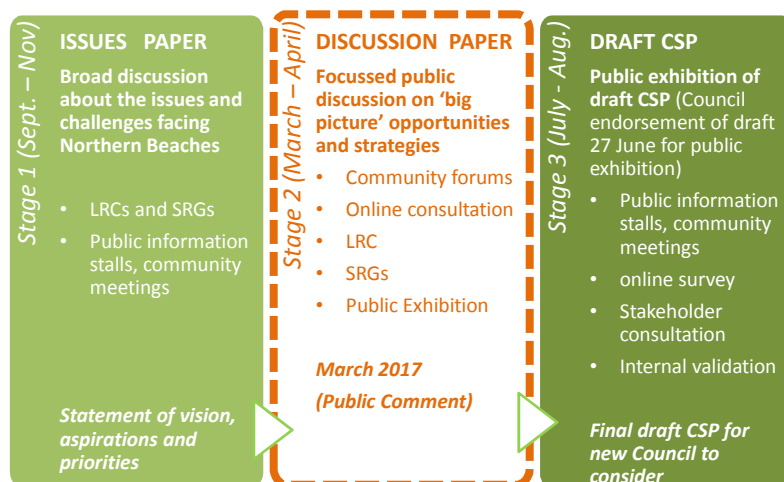 Stage 1 (Sept. – Nov)
ISSUES PAPER
Broad discussion
about the issues and
challenges facing
Northern Beaches
• LRCs and SRGs
• Public information
stalls, community
meetings
Statement of vision,
aspirations and
priorities
Stage 2 (March – April)
DISCUSSION PAPER
Focussed public
discussion on ‘big
picture’ opportunities
and strategies
• Community forums
• Online consultation
• LRC
• SRGs
• Public Exhibition
March 2017
(Public Comment)
Stage 3 (July - Aug.)
DRAFT CSP
Public exhibition of
draft CSP (Council
endorsement of draft
27 June for public
exhibition)
• Public information
stalls, community
meetings
• online survey
• Stakeholder
consultation
• Internal validation
Final draft CSP for
new Council to
consider